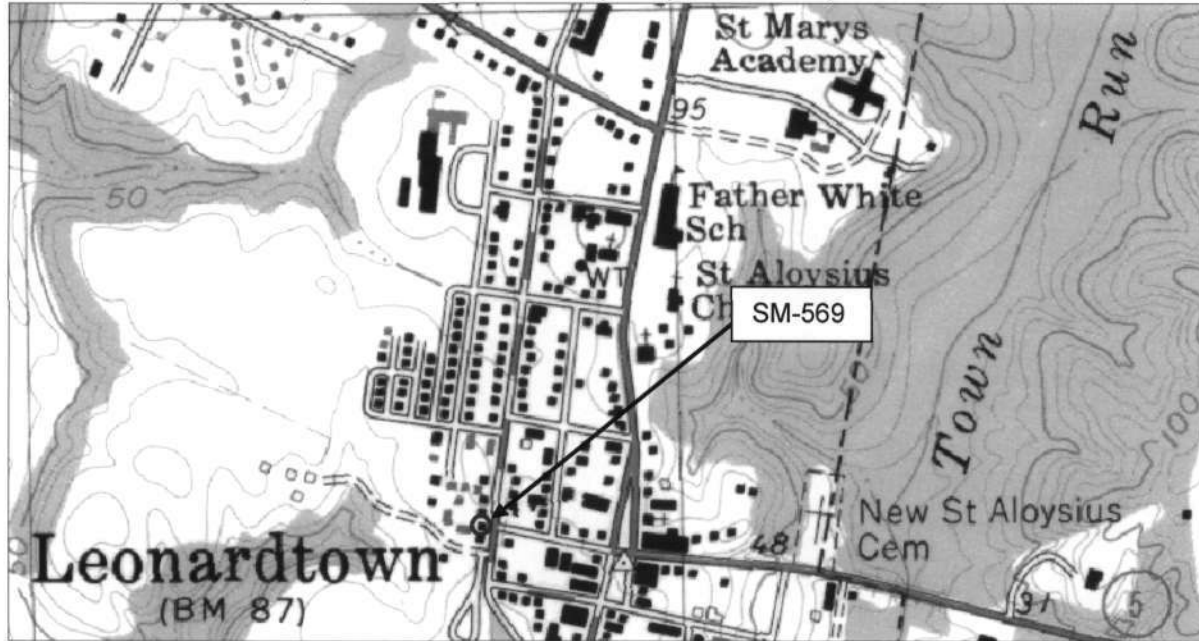 St Marys
Academy
Run
95
50
Father White
Sch
WT
St Aloysius
Ch
SM-569
50
Town
100
New St Aloysius
Cem
48
Leonardtown
(BM 87)
31
5